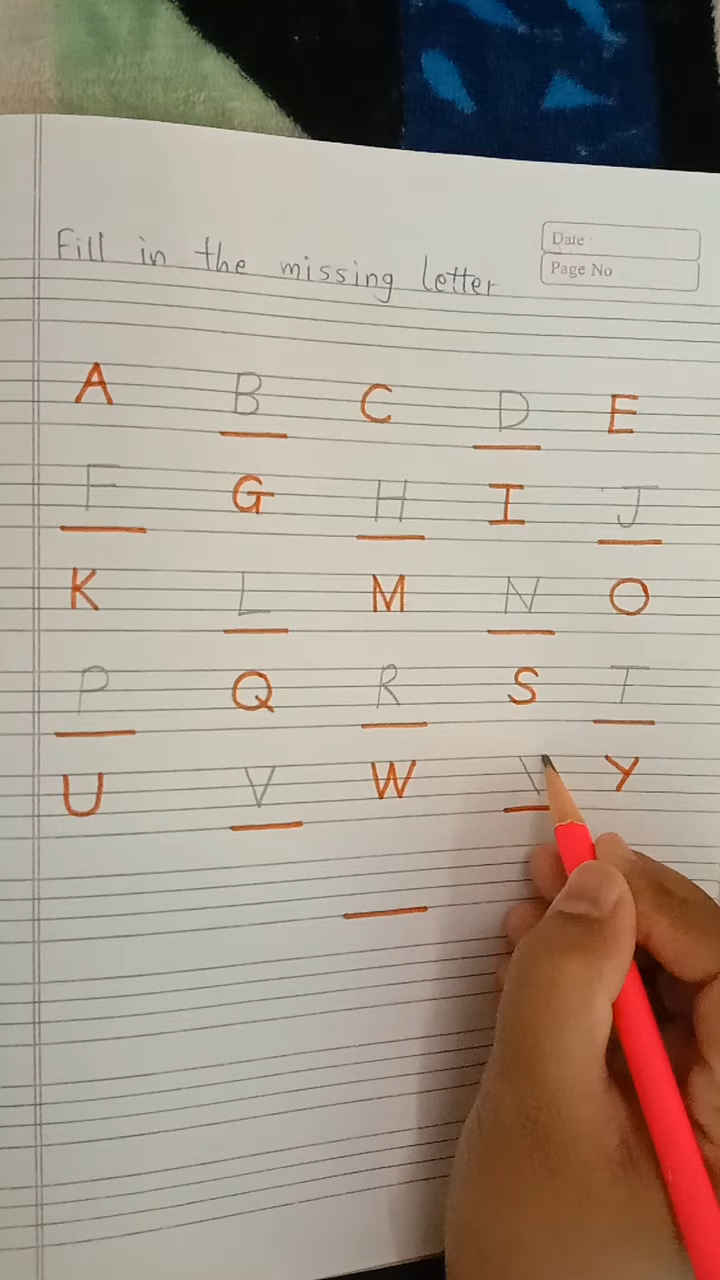 Date :
Fill in the missing letter
Page No
A B C D E
F G H I J
K L M N O
P Q R S T
U V W Y